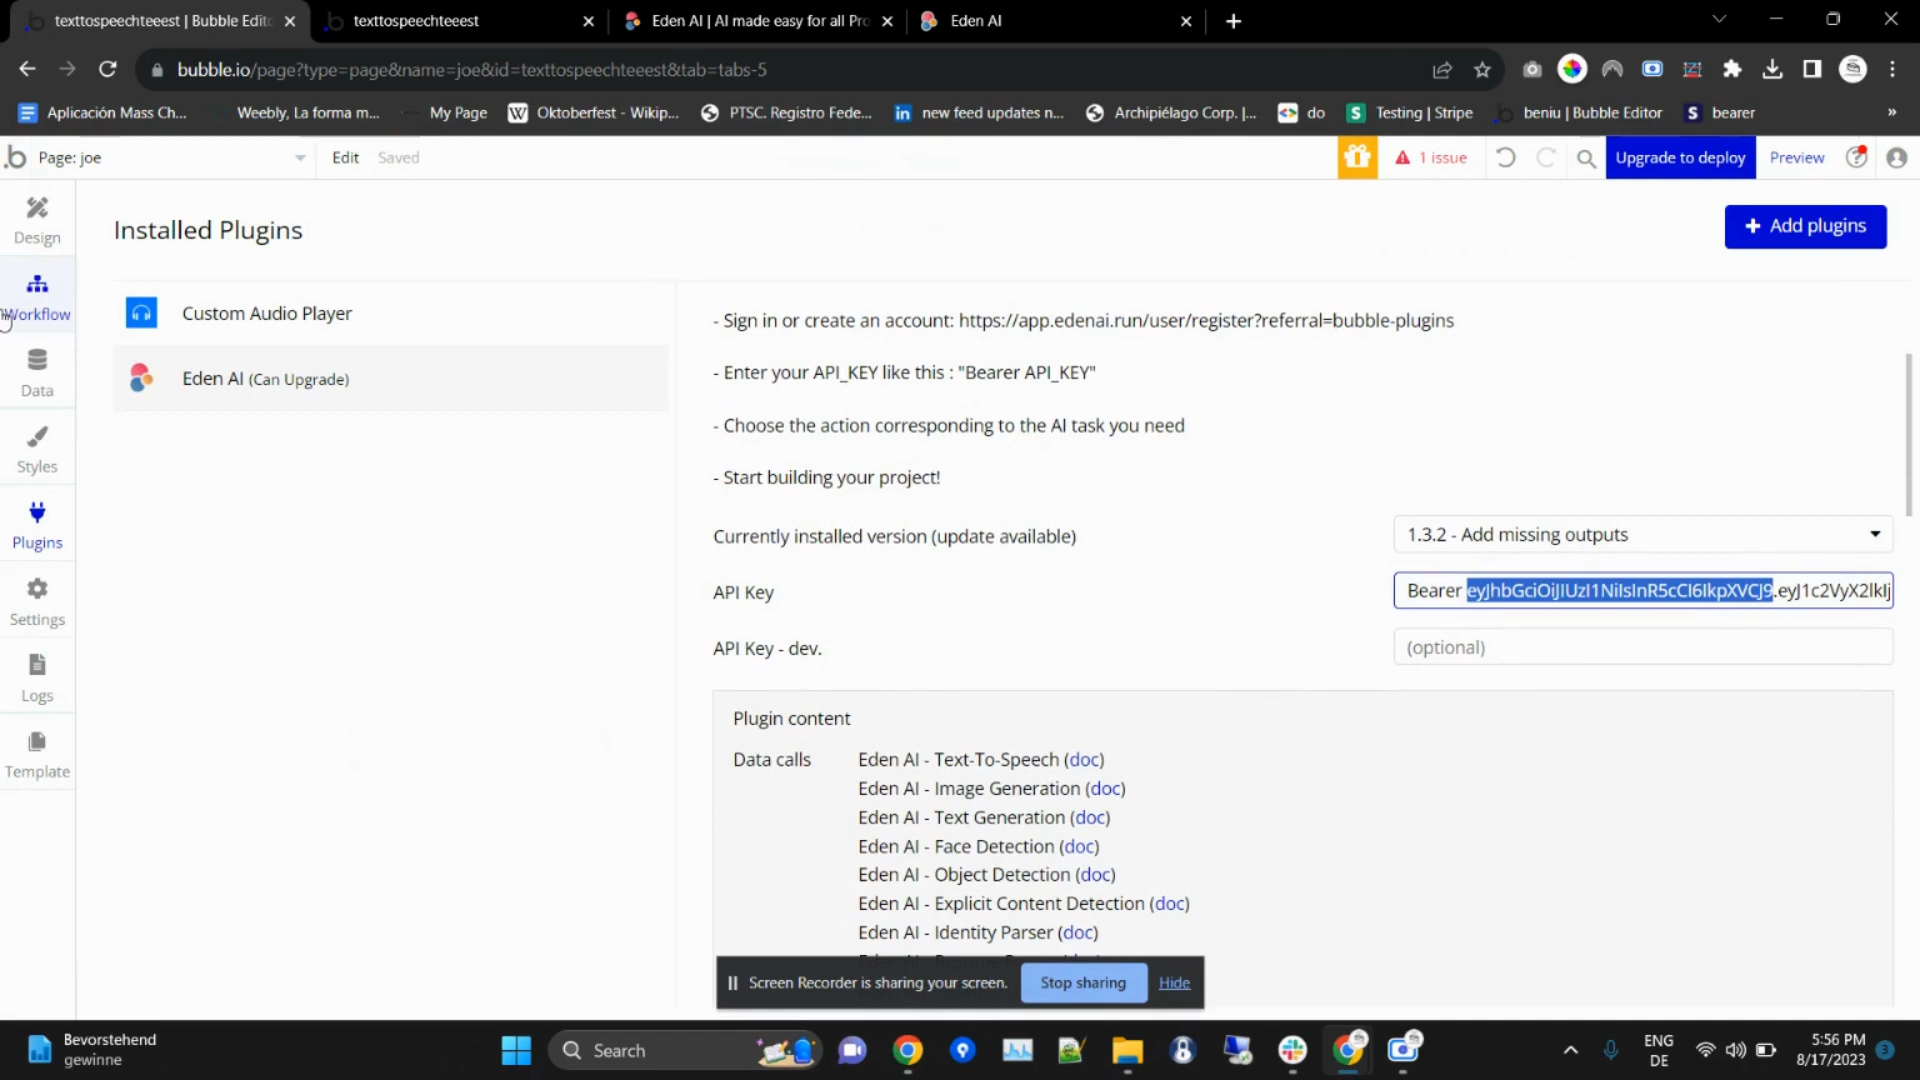 texttospeechteeest | Bubble Edito
texttospeechteeest
Eden AI | AI made easy for all Pro
Eden AI
bubble.io/page?type=page&name=joe&id=texttospeechteeest&tab=tabs-5
Aplicación Mass Ch...
Weebly, La forma m...
My Page
Oktoberfest - Wikip...
PTSC. Registro Fede...
new feed updates n...
Archipiélago Corp. |...
do
Testing | Stripe
beniu | Bubble Editor
bearer
»
Page: joe
Edit
Saved
1 issue
Upgrade to deploy
Preview
Design
Workflow
Data
Styles
Plugins
Settings
Logs
Template
Installed Plugins
+ Add plugins
Custom Audio Player
Eden AI (Can Upgrade)
- Sign in or create an account: https://app.edenai.run/user/register?referral=bubble-plugins
- Enter your API_KEY like this : "Bearer API_KEY"
- Choose the action corresponding to the AI task you need
- Start building your project!
Currently installed version (update available)
1.3.2 - Add missing outputs
API Key
Bearer eyJhbGciOiJIUzI1NiIsInR5cCI6IkpXVCJ9.eyJ1c2VyX2lkIj
API Key - dev.
(optional)
Plugin content
Data calls
Eden AI - Text-To-Speech (doc)
Eden AI - Image Generation (doc)
Eden AI - Text Generation (doc)
Eden AI - Face Detection (doc)
Eden AI - Object Detection (doc)
Eden AI - Explicit Content Detection (doc)
Eden AI - Identity Parser (doc)
Screen Recorder is sharing your screen.
Stop sharing
Hide
Bevorstehend
gewinne
Search
ENG
DE
5:56 PM
8/17/2023
3